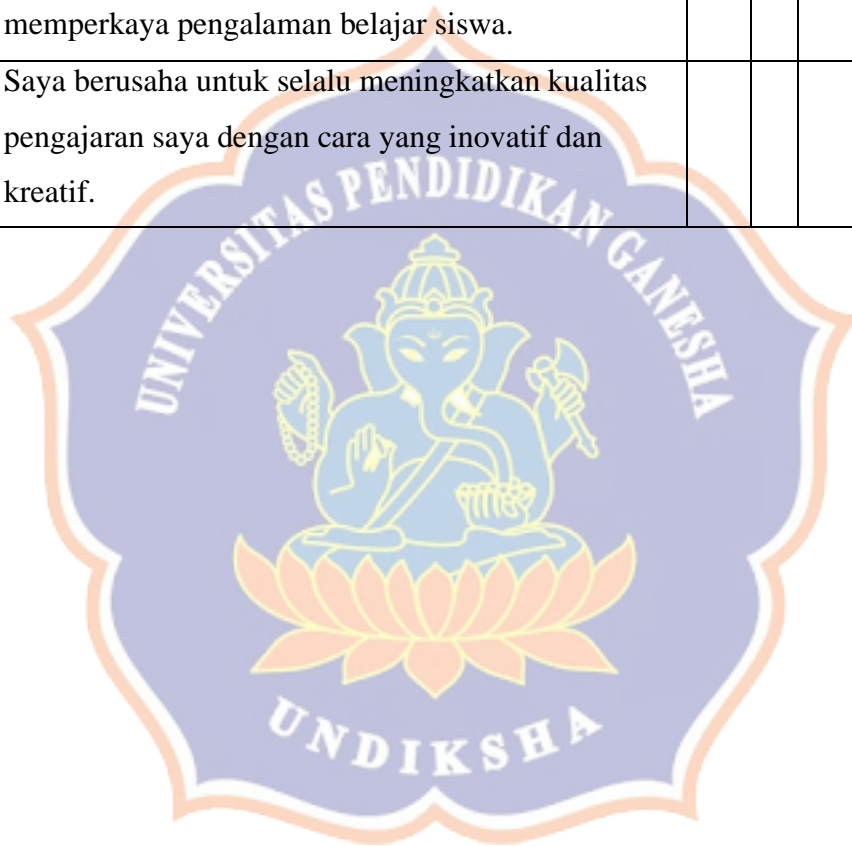 memperkaya pengalaman belajar siswa.
Saya berusaha untuk selalu meningkatkan kualitas
pengajaran saya dengan cara yang inovatif dan
kreatif.
UNIVERSITAS PENDIDIKAN GANESHA
UNDIKSHA